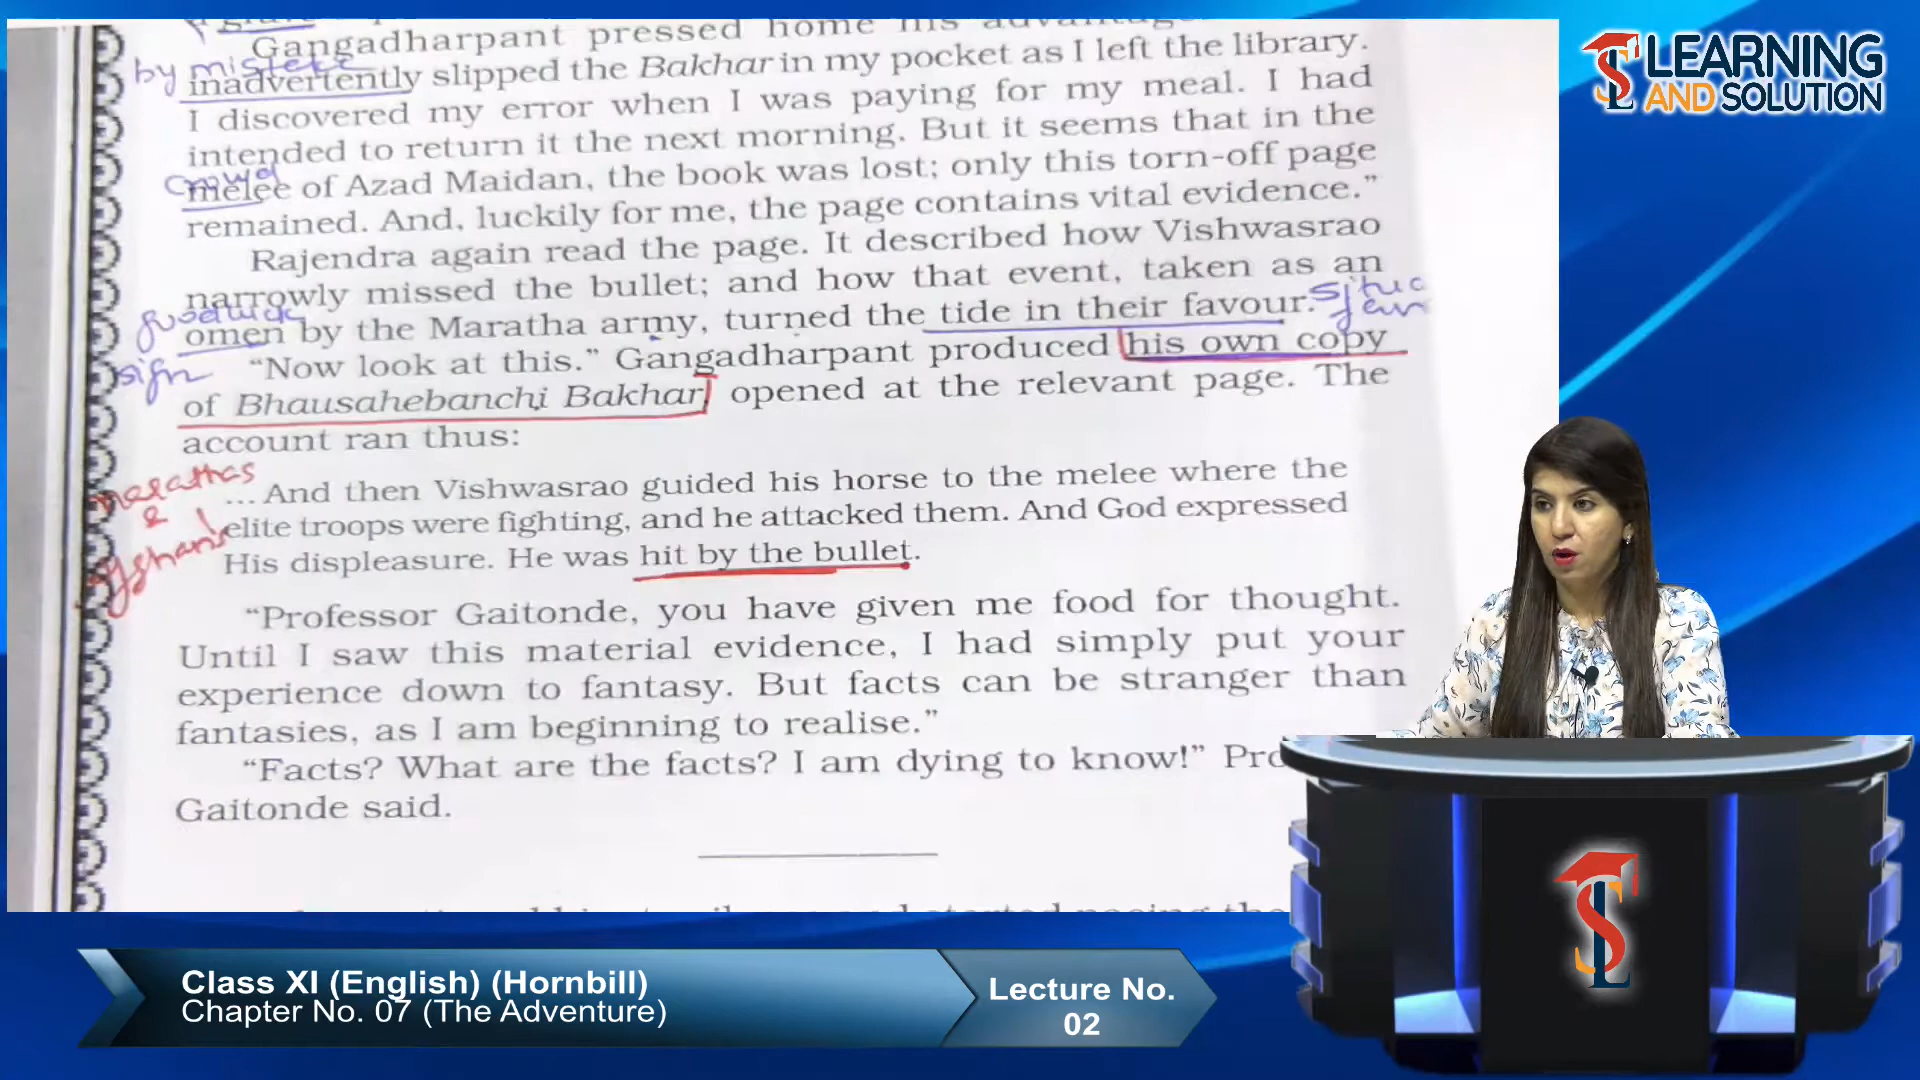 Gangadharpant pressed home his advantage
by mistake
inadvertently slipped the Bakhar in my pocket as I left the library.
I discovered my error when I was paying for my meal. I had
intended to return it the next morning. But it seems that in the
crowd
melee of Azad Maidan, the book was lost; only this torn-off page
remained. And, luckily for me, the page contains vital evidence.”
Rajendra again read the page. It described how Vishwasrao
narrowly missed the bullet; and how that event, taken as an
goodluck
omen by the Maratha army, turned the tide in their favour.
sign
“Now look at this.” Gangadharpant produced his own copy
of Bhausahebanchi Bakhar, opened at the relevant page. The
account ran thus:
marathas
&
...And then Vishwasrao guided his horse to the melee where the
elite troops were fighting, and he attacked them. And God expressed
His displeasure. He was hit by the bullet.
“Professor Gaitonde, you have given me food for thought.
Until I saw this material evidence, I had simply put your
experience down to fantasy. But facts can be stranger than
fantasies, as I am beginning to realise.”
“Facts? What are the facts? I am dying to know!”
Gaitonde said.
LEARNING
AND SOLUTION
Class XI (English) (Hornbill)
Chapter No. 07 (The Adventure)
Lecture No.
02